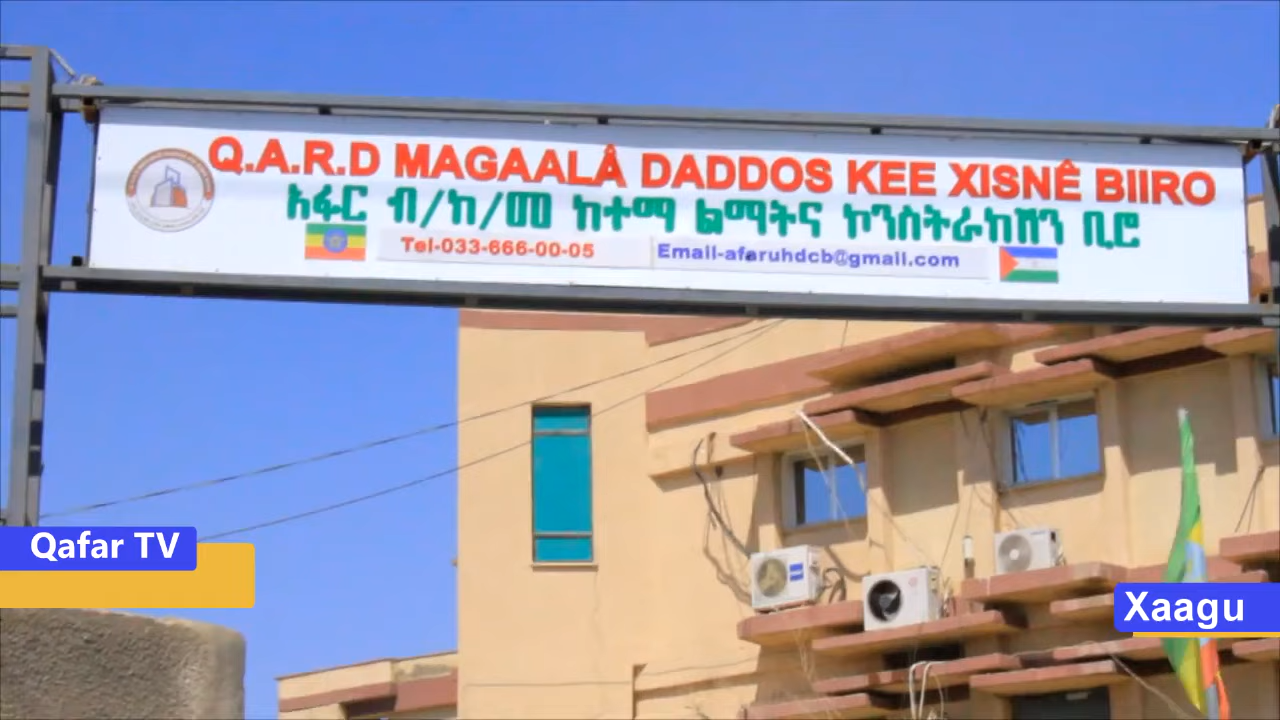 Q.A.R.D MAGAALÂ DADDOS KEE XISNÊ BIIRO
አፋር ብ/ከ/መ ከተማ ልማትና ኮንስትራክሽን ቢሮ
Tel-033-666-00-05
Email-afaruhdcb@gmail.com
Qafar TV
Xaagu